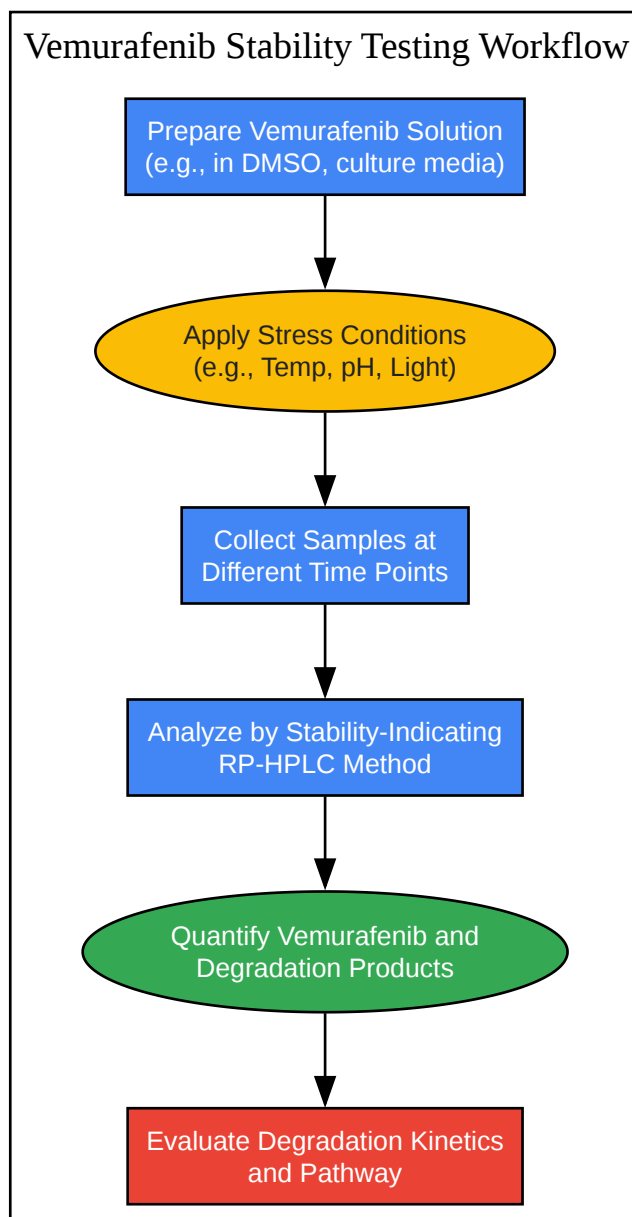 Vemurafenib Stability Testing Workflow
Prepare Vemurafenib Solution
(e.g., in DMSO, culture media)
Apply Stress Conditions
(e.g., Temp, pH, Light)
Collect Samples at
Different Time Points
Analyze by Stability-Indicating
RP-HPLC Method
Quantify Vemurafenib and
Degradation Products
Evaluate Degradation Kinetics
and Pathway